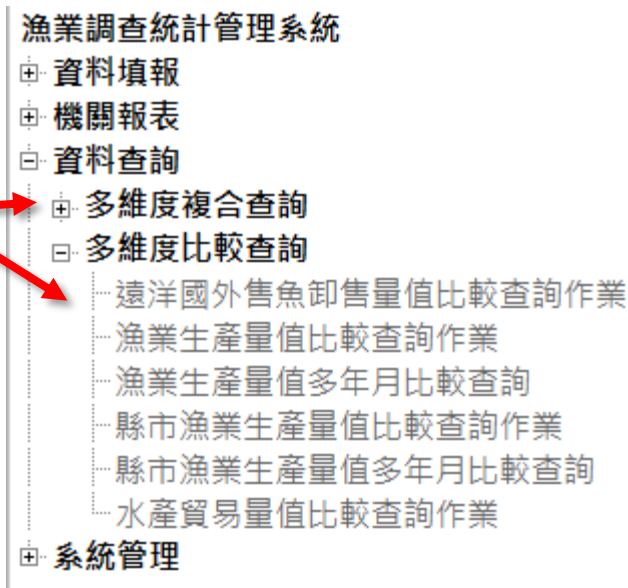 漁業調查統計管理系統
資料填報
機關報表
資料查詢
多維度複合查詢
多維度比較查詢
遠洋國外售魚卸售量值比較查詢作業
漁業生產量值比較查詢作業
漁業生產量值多年月比較查詢
縣市漁業生產量值比較查詢作業
縣市漁業生產量值多年月比較查詢
水產貿易量值比較查詢作業
系統管理